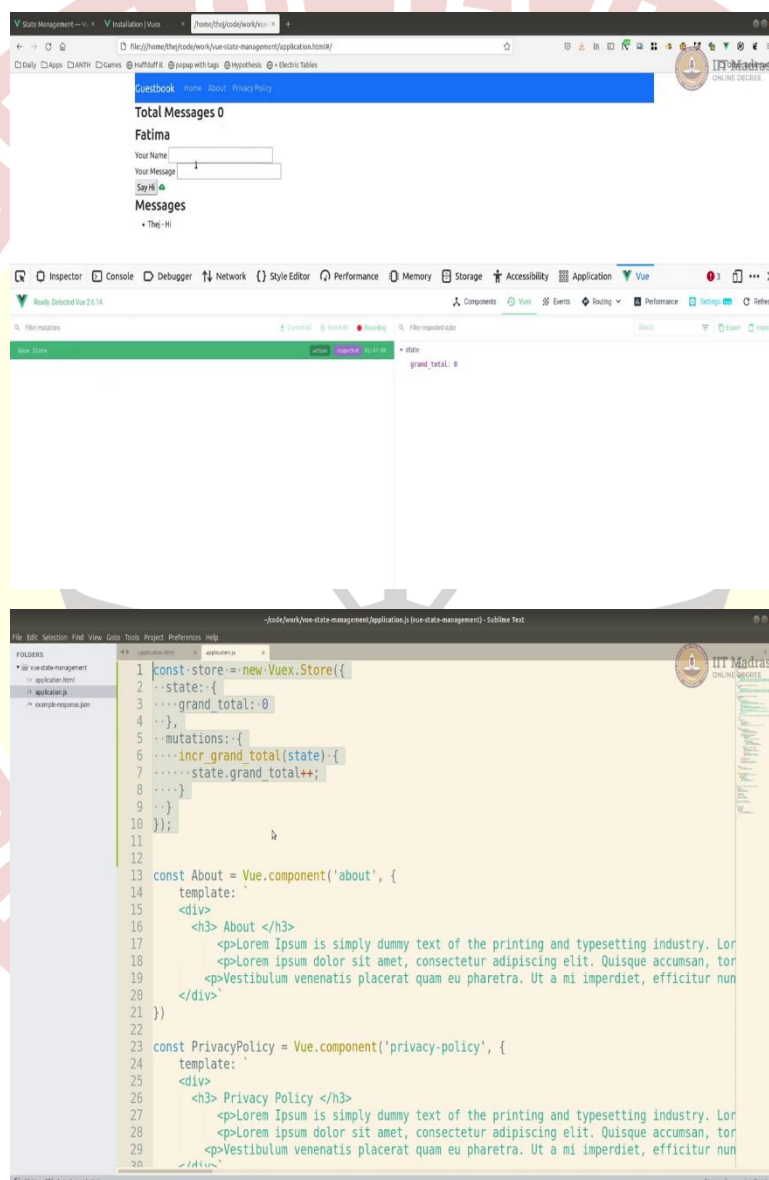 State Management — V
Installation | Vuex
/home/thej/code/work/vue-
file:///home/thej/code/work/vue-state-management/application.html#/
Daily Apps ANTH Games Huffduff it popup with tags Hypothesis + Electric Tables
IIT Madras
ONLINE DEGREE
Guestbook Home About Privacy Policy
Total Messages 0
Fatima
Your Name
Your Message
Say Hi
Messages
• Thej - Hi
Inspector Console Debugger Network Style Editor Performance Memory Storage Accessibility Application Vue 3
Ready. Detected Vue 2.6.14. Components Vuex Events Routing Performance Settings Refres
Filter mutations Commit All Revert All Recording Filter inspected state Export Impor
Base State active inspected
state
grand_total: 0
~/code/work/vue-state-management/application.js (vue-state-management) - Sublime Text
File Edit Selection Find View Goto Tools Project Preferences Help
FOLDERS
vue-state-management
application.html
application.js
example-response.json
application.html application.js
IIT Madras
ONLINE DEGREE
1 const store = new Vuex.Store({
2 state: {
3 grand_total: 0
4 },
5 mutations: {
6 incr_grand_total(state) {
7 state.grand_total++;
8 }
9 }
10 });
11
12
13 const About = Vue.component('about', {
14 template: `
15 <div>
16 <h3> About </h3>
17 <p>Lorem Ipsum is simply dummy text of the printing and typesetting industry. Lor
18 <p>Lorem ipsum dolor sit amet, consectetur adipiscing elit. Quisque accumsan, tor
19 <p>Vestibulum venenatis placerat quam eu pharetra. Ut a mi imperdiet, efficitur nun
20 </div>`
21 })
22
23 const PrivacyPolicy = Vue.component('privacy-policy', {
24 template: `
25 <div>
26 <h3> Privacy Policy </h3>
27 <p>Lorem Ipsum is simply dummy text of the printing and typesetting industry. Lor
28 <p>Lorem ipsum dolor sit amet, consectetur adipiscing elit. Quisque accumsan, tor
29 <p>Vestibulum venenatis placerat quam eu pharetra. Ut a mi imperdiet, efficitur nun
30 </div>`